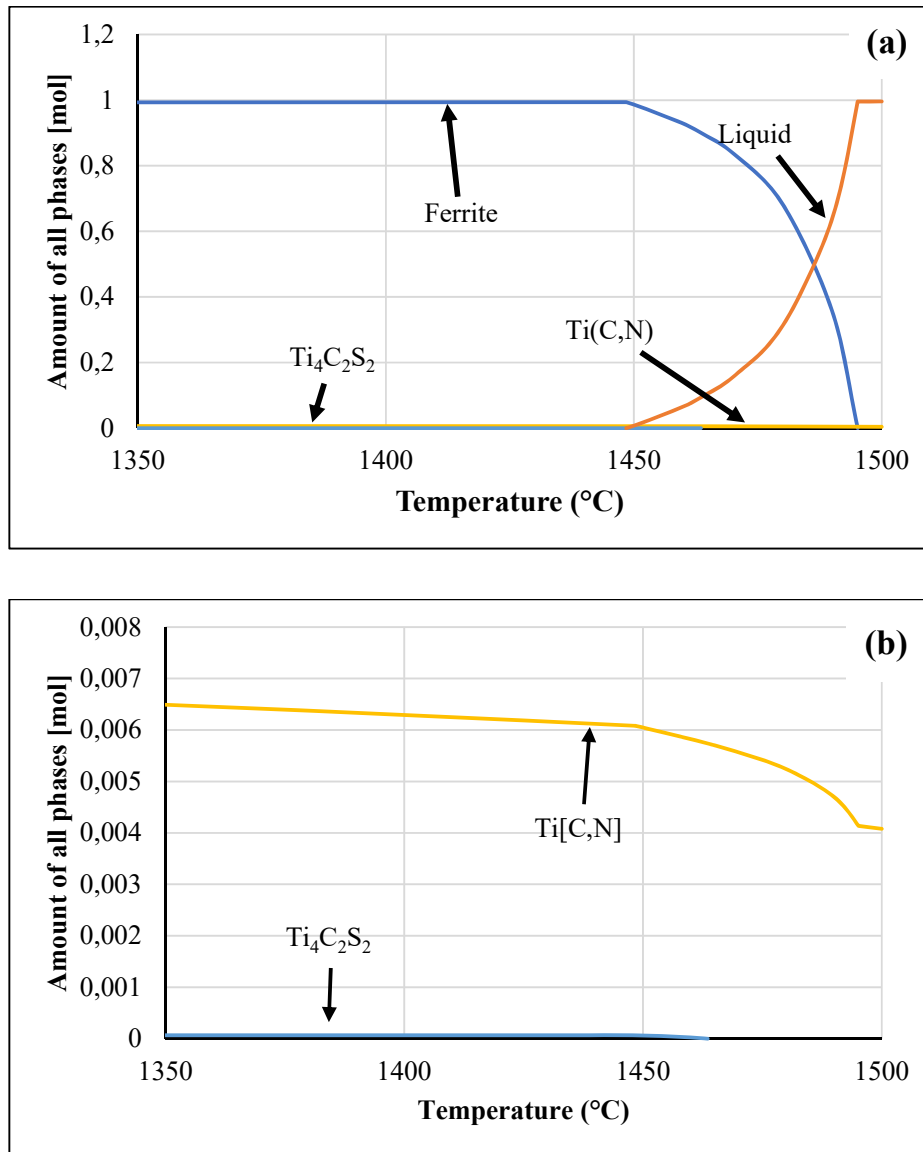 (a)
Amount of all phases [mol]
1,2
1
0,8
0,6
0,4
0,2
0
Liquid
Ferrite
Ti(C,N)
Ti₄C₂S₂
1350
1400
1450
1500
Temperature (°C)
(b)
Amount of all phases [mol]
0,008
0,007
0,006
0,005
0,004
0,003
0,002
0,001
0
Ti[C,N]
Ti₄C₂S₂
1350
1400
1450
1500
Temperature (°C)